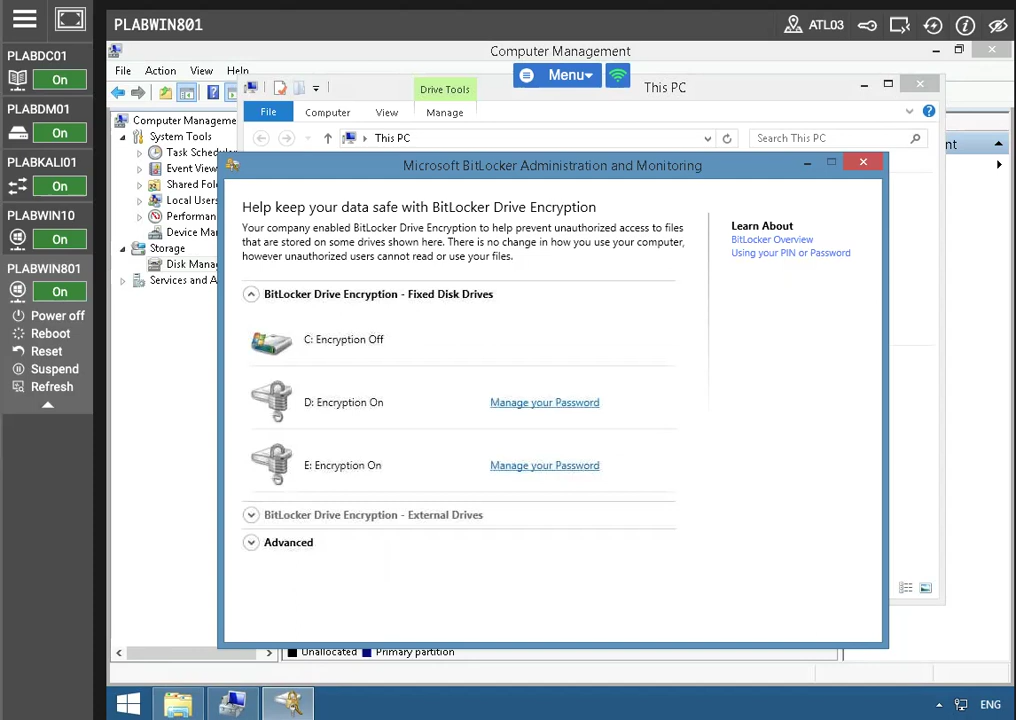 PLABWIN801
ATL03
PLABDC01
On
PLABDM01
On
PLABKALI01
On
PLABWIN10
On
PLABWIN801
On
Power off
Reboot
Reset
Suspend
Refresh
Computer Management
File Action View Help
Menu
Drive Tools
This PC
File Computer View Manage
This PC
Search This PC
Computer Manageme
System Tools
Task Schedu
Event View
Shared Fol
Local Users
Performan
Device Mar
Storage
Disk Mana
Services and A
nt
Microsoft BitLocker Administration and Monitoring
Help keep your data safe with BitLocker Drive Encryption
Your company enabled BitLocker Drive Encryption to help prevent unauthorized access to files
that are stored on some drives shown here. There is no change in how you use your computer,
however unauthorized users cannot read or use your files.
Learn About
BitLocker Overview
Using your PIN or Password
BitLocker Drive Encryption - Fixed Disk Drives
C: Encryption Off
D: Encryption On Manage your Password
E: Encryption On Manage your Password
BitLocker Drive Encryption - External Drives
Advanced
Unallocated Primary partition
ENG